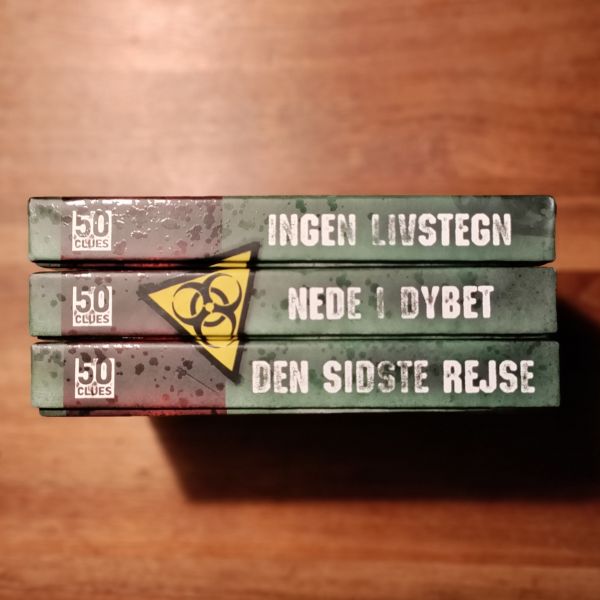 50
CLUES
INGEN LIVSTEGN
50
CLUES
NEDE I DYBET
50
CLUES
DEN SIDSTE REJSE